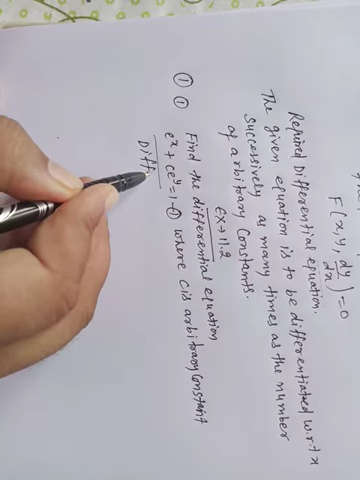 F(x, y, dy/dx) = 0
Repired Differential equation.
The given equation is to be differentiated w.r.t x
successively as many times as the number
of arbitrary constants.
Ex→11.2
① ① Find the differential equation
e^x + ce^y = 1 -① where c is arbitrary constant
Diff.